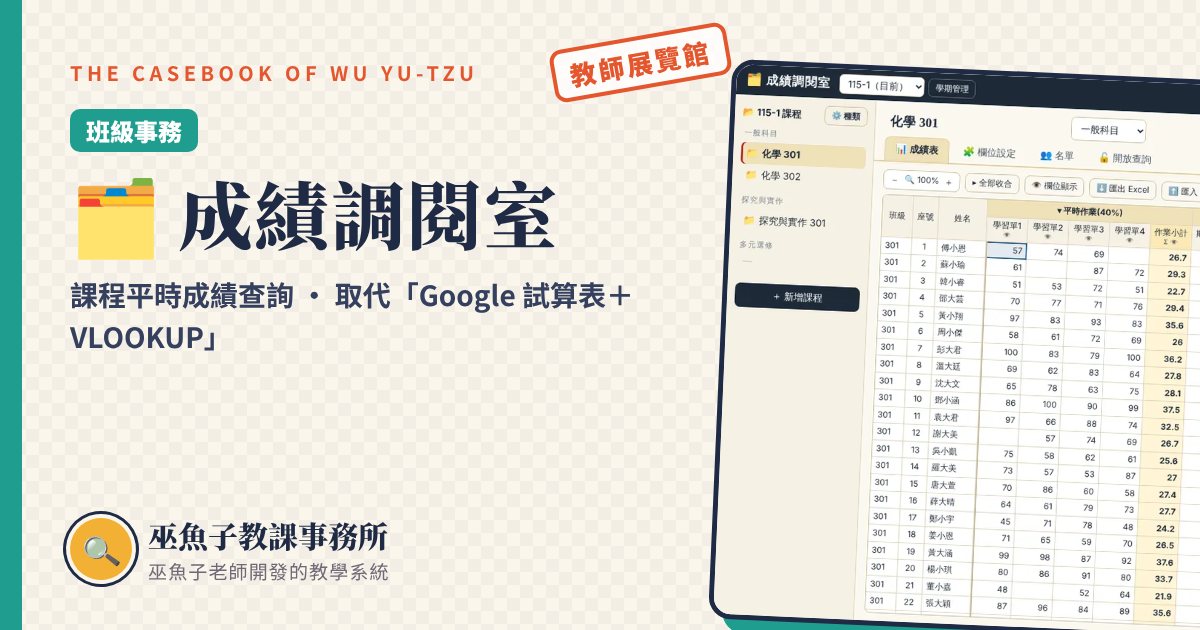 THE CASEBOOK OF WU YU-TZU
教師展覽館
班級事務
成績調閱室
課程平時成績查詢 · 取代「Google 試算表＋
VLOOKUP」
巫魚子教課事務所
巫魚子老師開發的教學系統
成績調閱室 115-1（目前） 學期管理
115-1 課程 種類
一般科目
化學 301
化學 302
探究與實作
探究與實作 301
多元選修
—
＋ 新增課程
化學 301 一般科目
成績表 欄位設定 名單 開放查詢
− 100% ＋ ▸ 全部收合 欄位顯示 匯出 Excel 匯入
▾ 平時作業(40%)
班級 座號 姓名 學習單1 學習單2 學習單3 學習單4 作業小計
Σ
301 1 傅小恩 57 74 69 26.7
301 2 蘇小瑜 61 87 72 29.3
301 3 韓小睿 51 53 72 51 22.7
301 4 邵大芸 70 77 71 76 29.4
301 5 黃小翔 97 83 93 83 35.6
301 6 周小傑 58 61 72 69 26
301 7 彭大君 100 83 79 100 36.2
301 8 溫大廷 69 62 83 64 27.8
301 9 沈大文 65 78 63 75 28.1
301 10 鄧小涵 86 100 90 99 37.5
301 11 袁大君 97 66 88 74 32.5
301 12 謝大美 57 74 69 26.7
301 13 吳小凱 75 58 62 61 25.6
301 14 羅大美 73 57 53 87 27
301 15 唐大萱 70 86 60 58 27.4
301 16 薛大晴 64 61 79 73 27.7
301 17 鄭小宇 45 71 78 48 24.2
301 18 姜小恩 71 65 59 70 26.5
301 19 黃大涵 99 98 87 92 37.6
301 20 楊小琪 80 86 91 80 33.7
301 21 董小嘉 48 52 64 21.9
301 22 張大穎 87 96 84 89 35.6